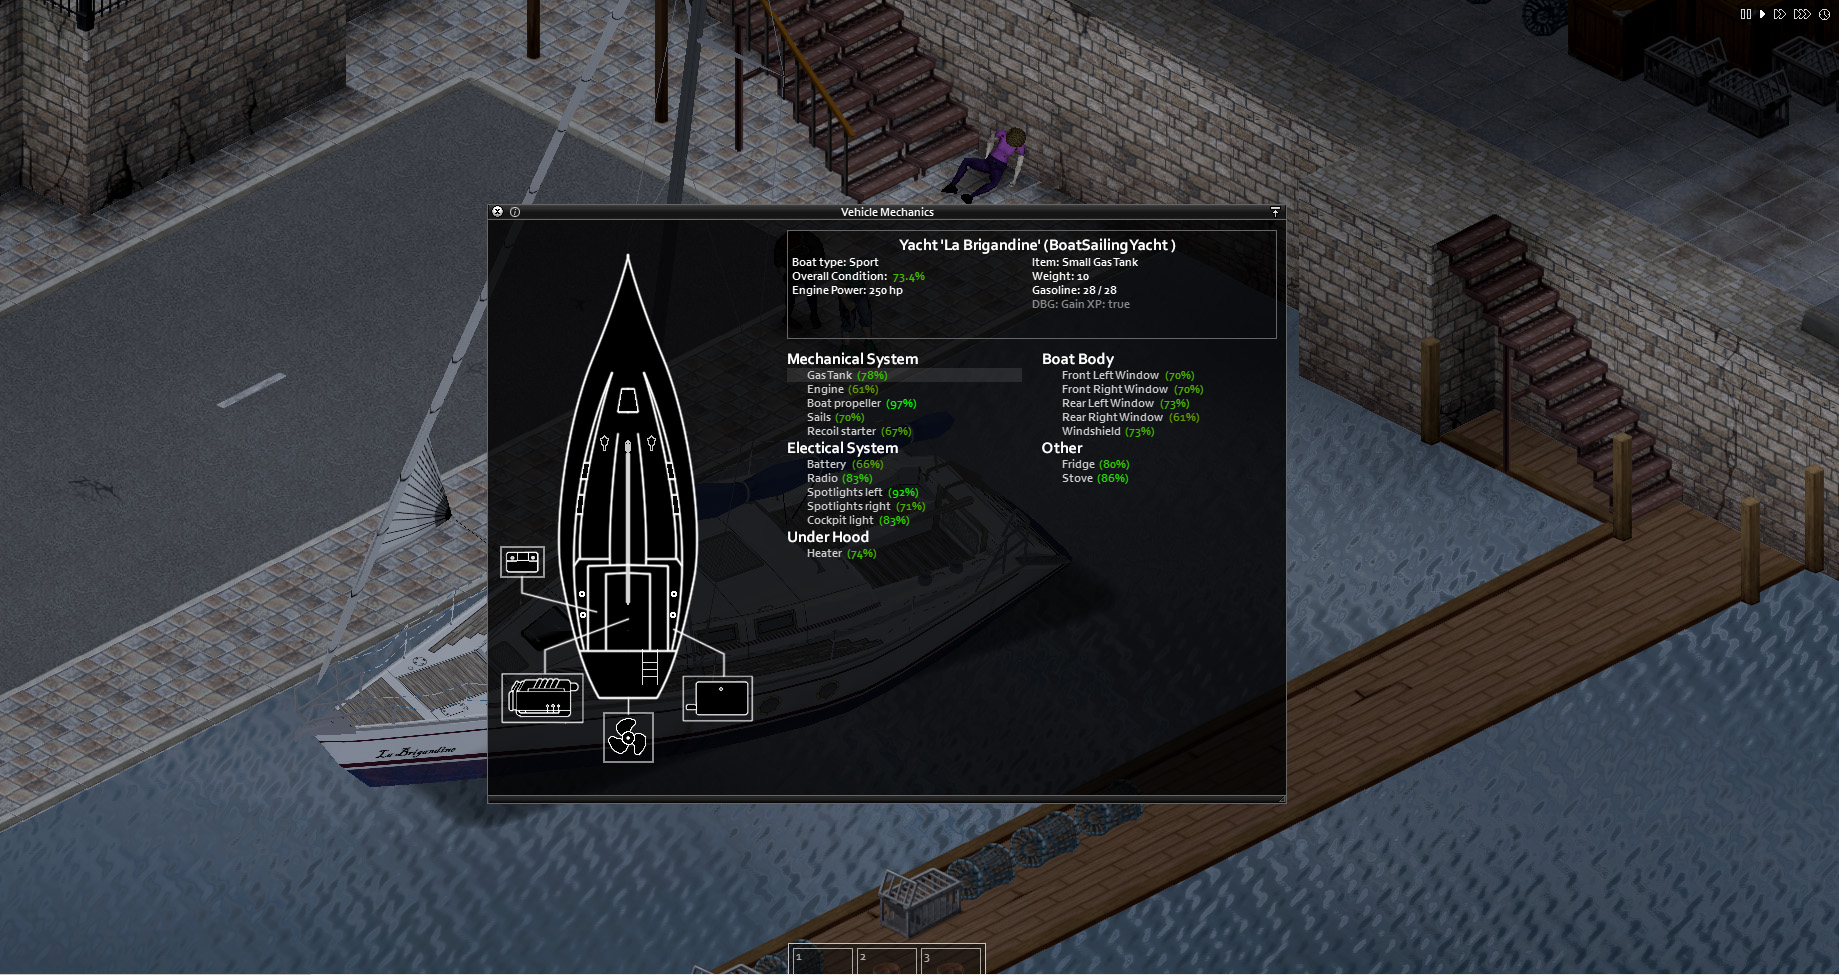 Vehicle Mechanics
Yacht 'La Brigandine' (BoatSailingYacht )
Boat type: Sport
Overall Condition: 73.4%
Engine Power: 250 hp
Item: Small Gas Tank
Weight: 10
Gasoline: 28 / 28
DBG: Gain XP: true
Mechanical System
Gas Tank (78%)
Engine (61%)
Boat propeller (97%)
Sails (70%)
Recoil starter (67%)
Electical System
Battery (66%)
Radio (83%)
Spotlights left (92%)
Spotlights right (71%)
Cockpit light (83%)
Under Hood
Heater (74%)
Boat Body
Front Left Window (70%)
Front Right Window (70%)
Rear Left Window (73%)
Rear Right Window (61%)
Windshield (73%)
Other
Fridge (80%)
Stove (86%)
La Brigandine
1 2 3